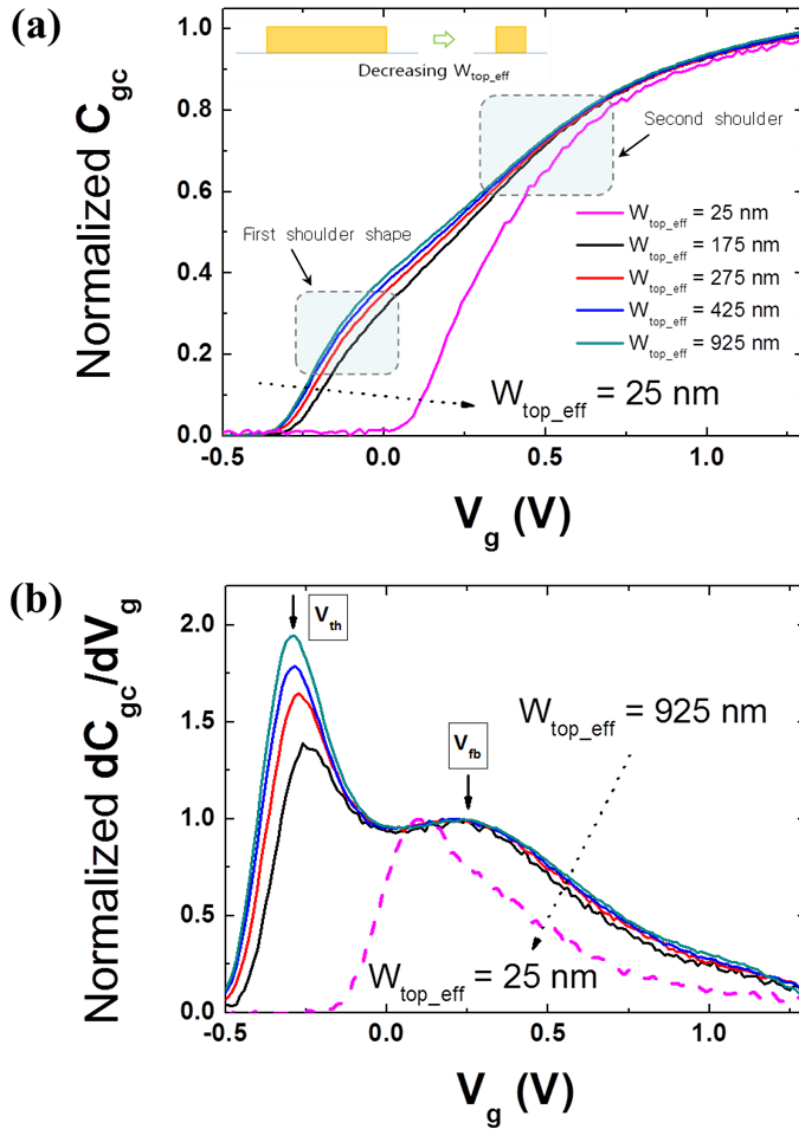 (a)
Decreasing W_top_eff
Second shoulder
First shoulder shape
W_top_eff = 25 nm
W_top_eff = 175 nm
W_top_eff = 275 nm
W_top_eff = 425 nm
W_top_eff = 925 nm
W_top_eff = 25 nm
Normalized C_gc
1.0
0.8
0.6
0.4
0.2
0.0
-0.5 0.0 0.5 1.0
V_g (V)
(b)
V_th
V_fb
W_top_eff = 925 nm
W_top_eff = 25 nm
Normalized dC_gc/dV_g
2.0
1.5
1.0
0.5
0.0
-0.5 0.0 0.5 1.0
V_g (V)